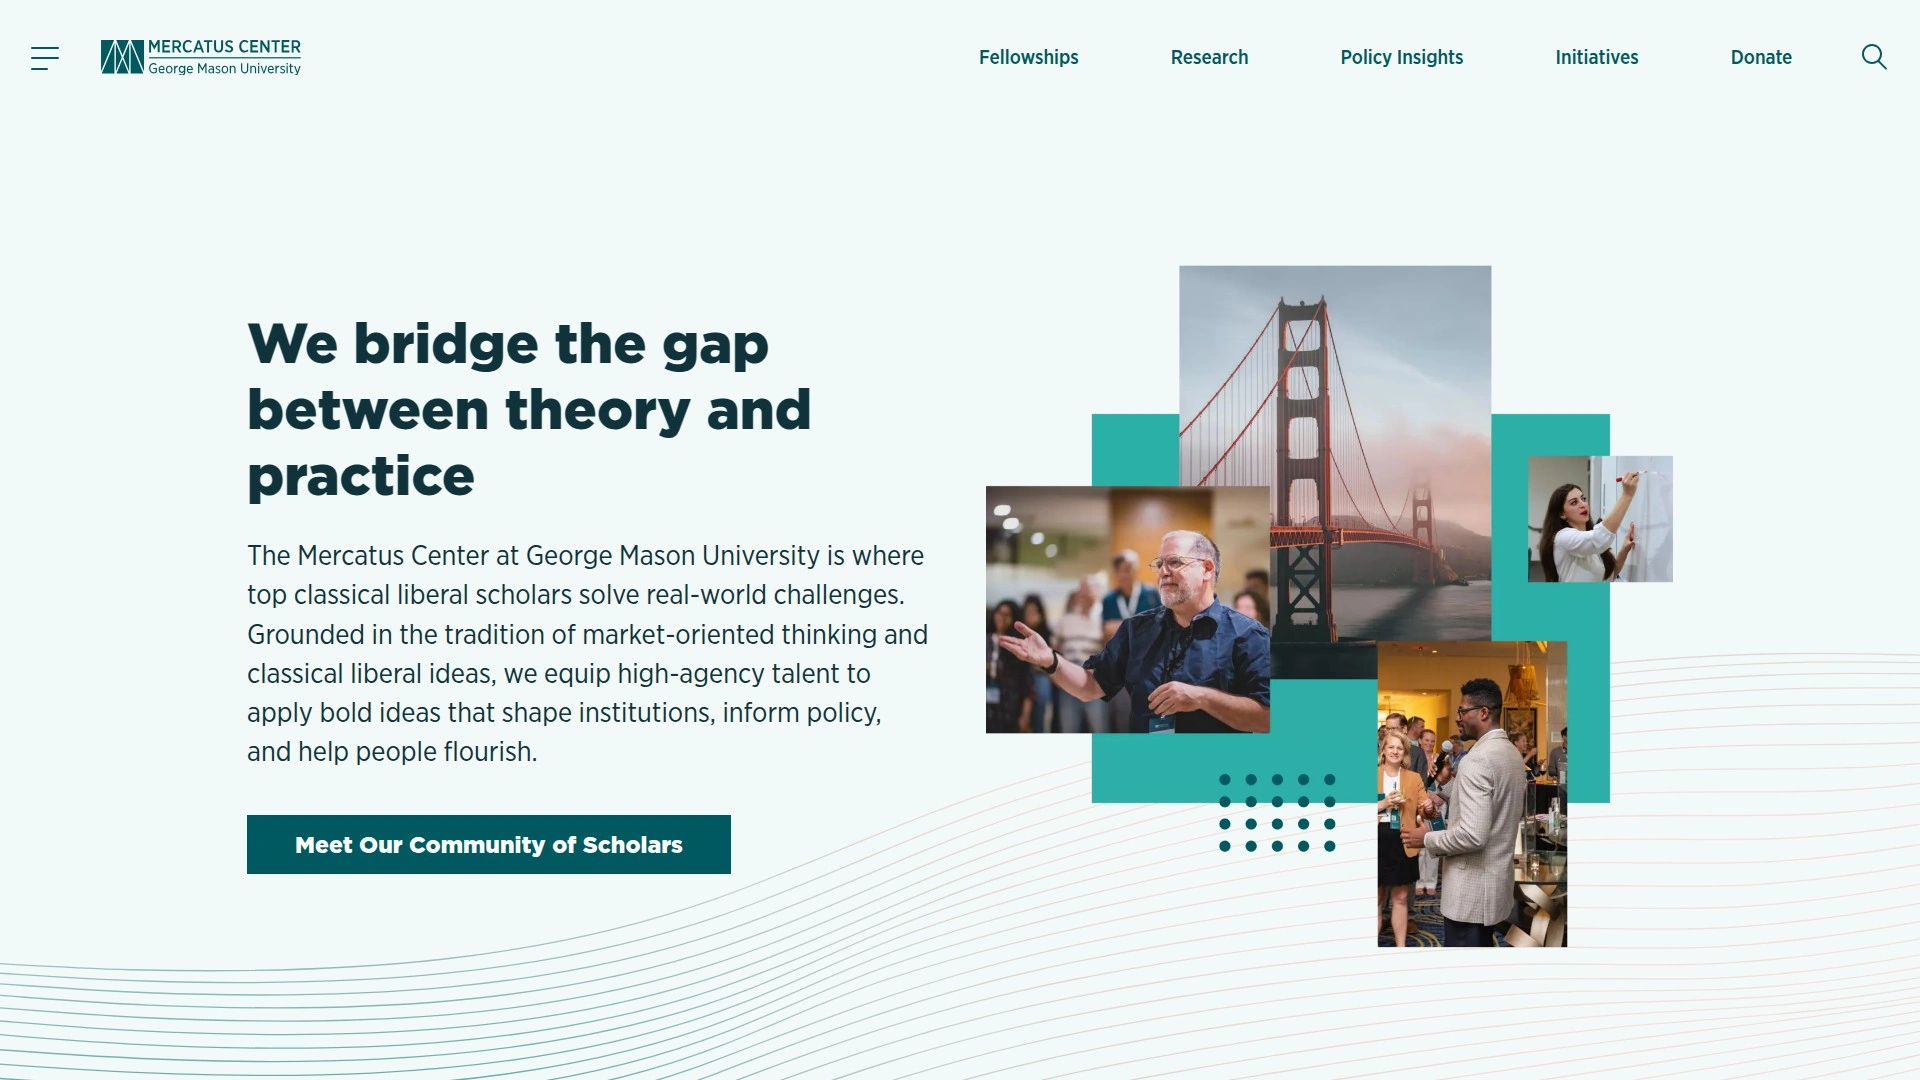 MERCATUS CENTER
George Mason University
Fellowships
Research
Policy Insights
Initiatives
Donate
We bridge the gap
between theory and
practice
The Mercatus Center at George Mason University is where
top classical liberal scholars solve real-world challenges.
Grounded in the tradition of market-oriented thinking and
classical liberal ideas, we equip high-agency talent to
apply bold ideas that shape institutions, inform policy,
and help people flourish.
Meet Our Community of Scholars